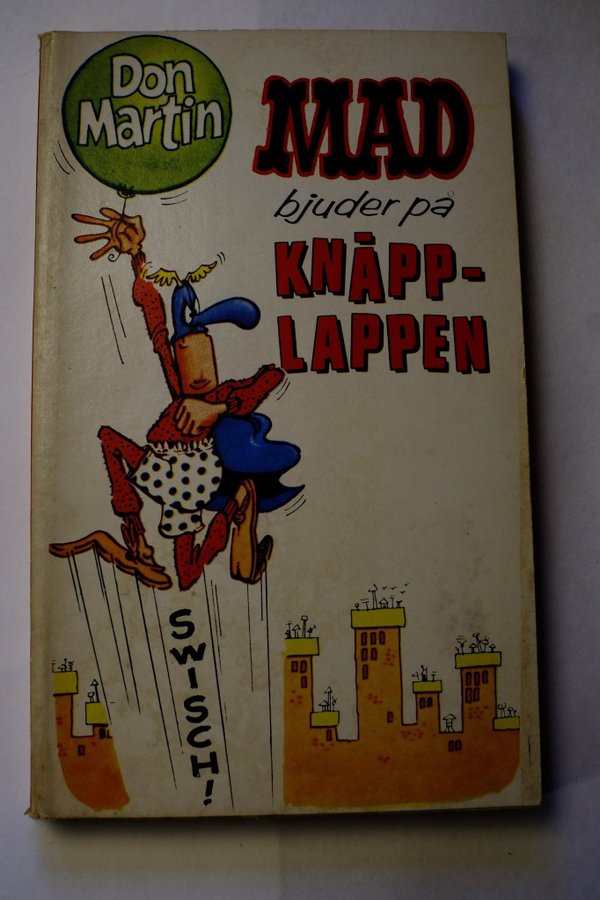 Don
Martin
MAD
bjuder på
KNÄPP-
LAPPEN
SWISCH!